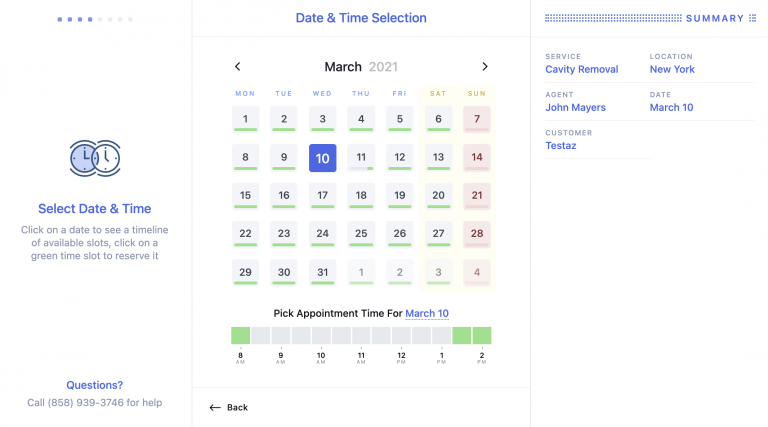 Date & Time Selection
SUMMARY
March 2021
MON TUE WED THU FRI SAT SUN
1 2 3 4 5 6 7
8 9 10 11 12 13 14
15 16 17 18 19 20 21
22 23 24 25 26 27 28
29 30 31 1 2 3 4
Pick Appointment Time For March 10
8 9 10 11 12 1 2
AM AM AM AM PM PM PM
Back
Select Date & Time
Click on a date to see a timeline
of available slots, click on a
green time slot to reserve it
Questions?
Call (858) 939-3746 for help
SERVICE LOCATION
Cavity Removal New York
AGENT DATE
John Mayers March 10
CUSTOMER
Testaz